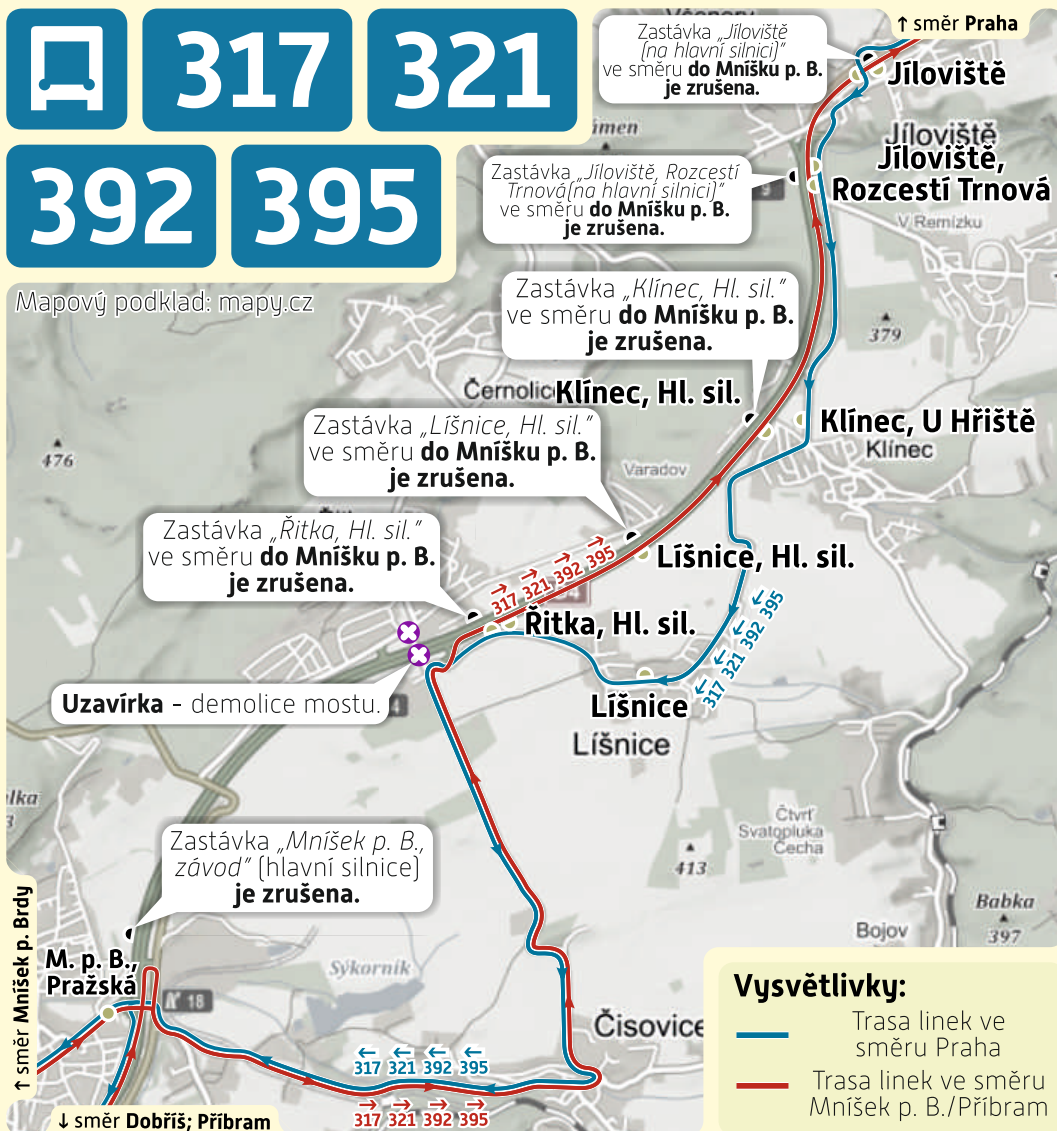 317 321
392 395
Mapový podklad: mapy.cz
↑ směr Praha
Zastávka „Jíloviště
(na hlavní silnici)"
ve směru do Mníšku p. B.
je zrušena.
Jíloviště
Jíloviště
Jíloviště,
Rozcestí Trnová
Zastávka „Jíloviště, Rozcestí
Trnová(na hlavní silnici)"
ve směru do Mníšku p. B.
je zrušena.
9
V Remízku
Zastávka „Klínec, Hl. sil."
ve směru do Mníšku p. B.
je zrušena.
379
Klínec, Hl. sil.
Klínec, U Hřiště
Klínec
Zastávka „Líšnice, Hl. sil."
ve směru do Mníšku p. B.
je zrušena.
476
Varadov
Zastávka „Řitka, Hl. sil."
ve směru do Mníšku p. B.
je zrušena.
Líšnice, Hl. sil.
→ → → →
317 321 392 395
Řitka, Hl. sil.
← ← ← ←
317 321 392 395
Uzavírka - demolice mostu.
4
Líšnice
Líšnice
Čtvrť
Svatopluka
Čecha
413
Zastávka „Mníšek p. B.,
závod" (hlavní silnice)
je zrušena.
Babka
397
Bojov
↑ směr Mníšek p. Brdy
M. p. B.,
Pražská
18
Sýkorník
Čisovice
← ← ← ←
317 321 392 395
→ → → →
317 321 392 395
↓ směr Dobříš; Příbram
Vysvětlivky:
Trasa linek ve
směru Praha
Trasa linek ve směru
Mníšek p. B./Příbram